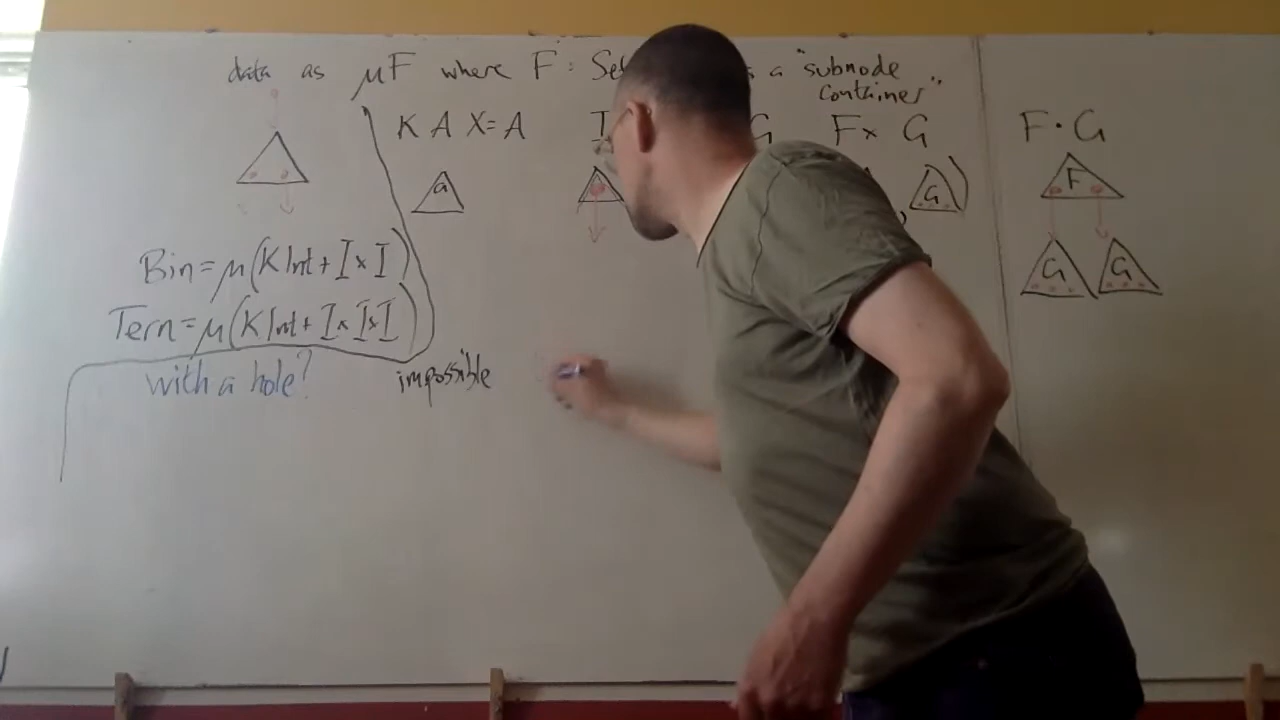 data as μF where F : Set a "subnode
container"
K A X = A I G F × G F · G
a G F
G G
Bin = μ(K Int + I × I)
Tern = μ(K Int + I × I × I)
with a hole? impossible